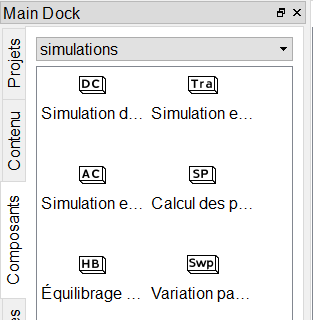 Main Dock
Projets
Contenu
Composants
simulations
DC
Tra
Simulation d...
Simulation e...
AC
SP
Simulation e...
Calcul des p...
HB
Swp
Équilibrage ...
Variation pa...